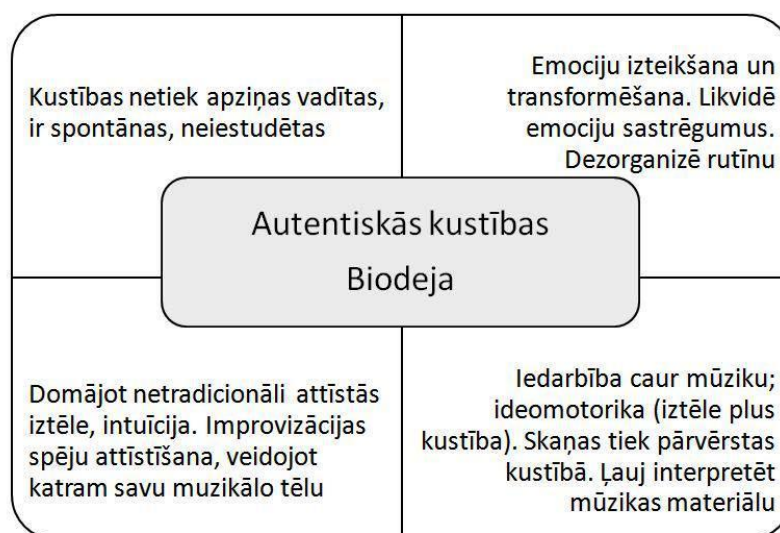 Kustības netiek apziņas vadītas,
ir spontānas, neiestudētas
Emociju izteikšana un
transformēšana. Likvidē
emociju sastrēgumus.
Dezorganizē rutīnu
Autentiskās kustības
Biodeja
Domājot netradicionāli attīstās
iztēle, intuīcija. Improvizācijas
spēju attīstīšana, veidojot
katram savu muzikālo tēlu
Iedarbība caur mūziku;
ideomotorika (iztēle plus
kustība). Skaņas tiek pārvērstas
kustībā. Ļauj interpretēt
mūzikas materiālu